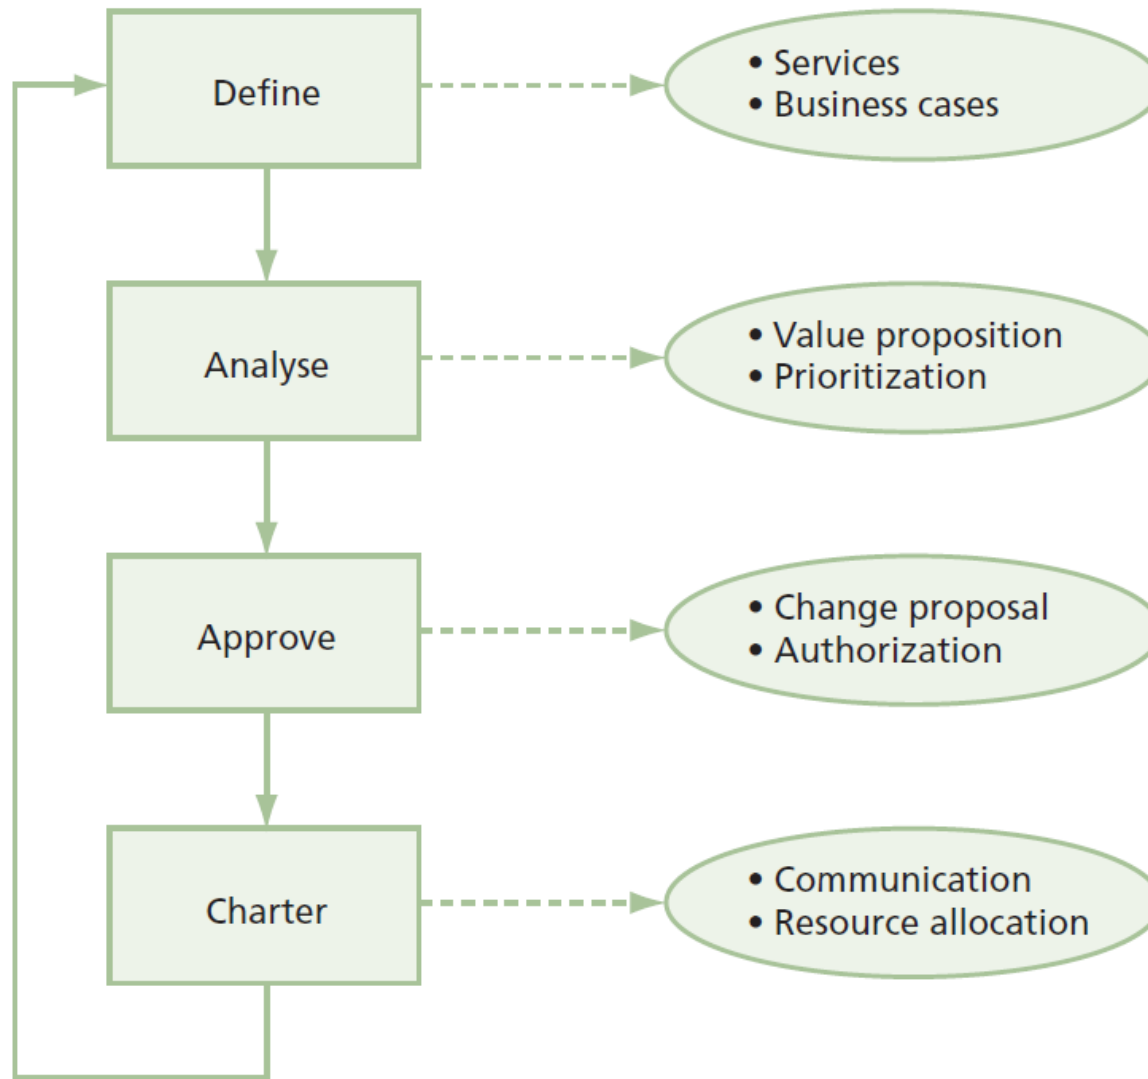 Define
• Services
• Business cases
Analyse
• Value proposition
• Prioritization
Approve
• Change proposal
• Authorization
Charter
• Communication
• Resource allocation